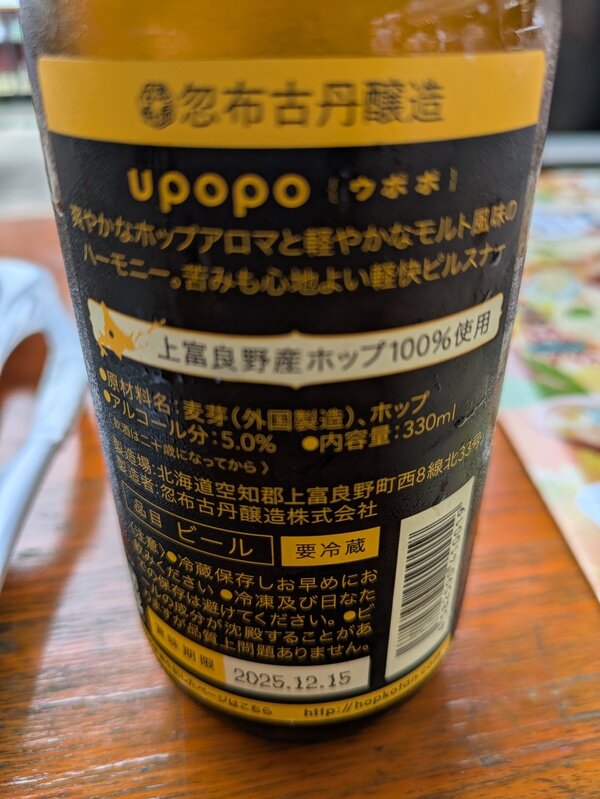 忽布古丹醸造
upopo [ウポポ]
爽やかなホップアロマと軽やかなモルト風味の
ハーモニー。苦みも心地よい軽快ピルスナー
上富良野産ホップ100%使用
●原材料名:麦芽(外国製造)、ホップ
●アルコール分:5.0% ●内容量:330ml
は二十歳になってから〉
製造場:北海道空知郡上富良野町西8線北33号
製造者:忽布古丹醸造株式会社
品目 ビール 要冷蔵
〈注意〉●冷蔵保存しお早めにお
飲みください ●冷凍及び日なた
の保存は避けてください。●ビ
ールの成分が沈殿することがあ
ますが品質上問題ありません。
賞味期限 2025.12.15
ページはこちら http://hopkotan.co